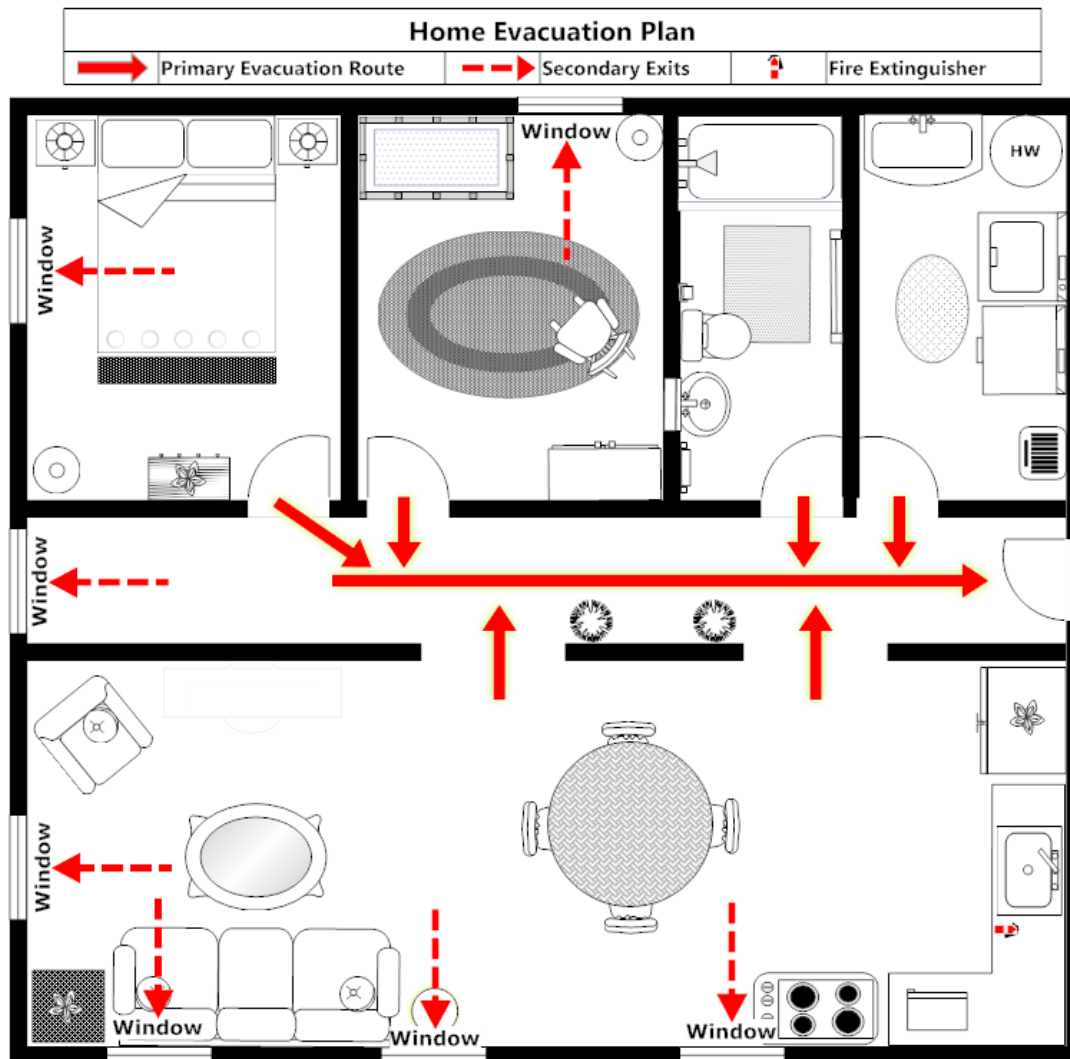 Home Evacuation Plan
Primary Evacuation Route
Secondary Exits
Fire Extinguisher
Window
HW
Window
Window
Window
Window
Window
Window